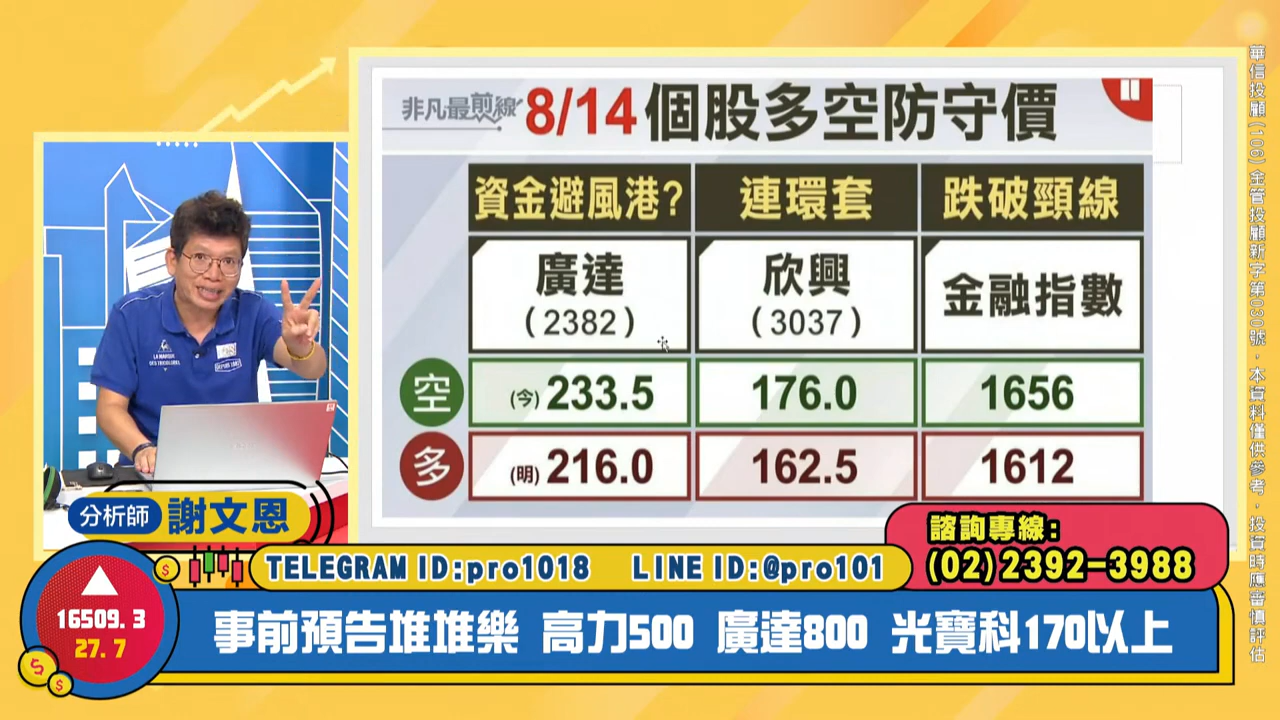 非凡最前線 8/14個股多空防守價
資金避風港? 連環套 跌破頸線
廣達 (2382) 欣興 (3037) 金融指數
空 (今)233.5 176.0 1656
多 (明)216.0 162.5 1612
分析師 謝文恩
諮詢專線:
(02)2392-3988
TELEGRAM ID:pro1018 LINE ID:@pro101
16509.3
27.7
事前預告堆堆樂 高力500 廣達800 光寶科170以上
華信投顧(106)金管投顧新字第030號，本資料僅供參考，投資時應審慎評估